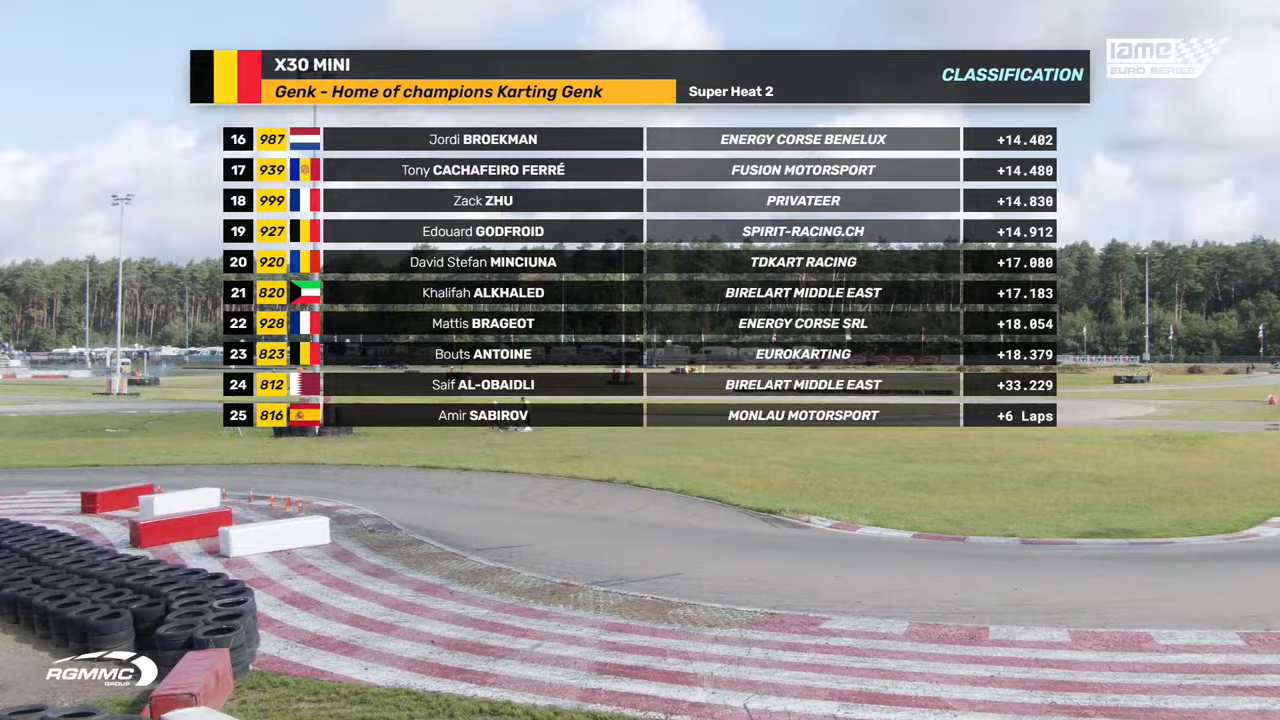 X30 MINI
Genk - Home of champions Karting Genk
Super Heat 2
CLASSIFICATION
iame
EURO SERIES
16 987 Jordi BROEKMAN ENERGY CORSE BENELUX +14.402
17 939 Tony CACHAFEIRO FERRÉ FUSION MOTORSPORT +14.480
18 999 Zack ZHU PRIVATEER +14.830
19 927 Edouard GODFROID SPIRIT-RACING.CH +14.912
20 920 David Stefan MINCIUNA TDKART RACING +17.080
21 820 Khalifah ALKHALED BIRELART MIDDLE EAST +17.183
22 928 Mattis BRAGEOT ENERGY CORSE SRL +18.054
23 823 Bouts ANTOINE EUROKARTING +18.379
24 812 Saif AL-OBAIDLI BIRELART MIDDLE EAST +33.229
25 816 Amir SABIROV MONLAU MOTORSPORT +6 Laps
RGMMC
GROUP